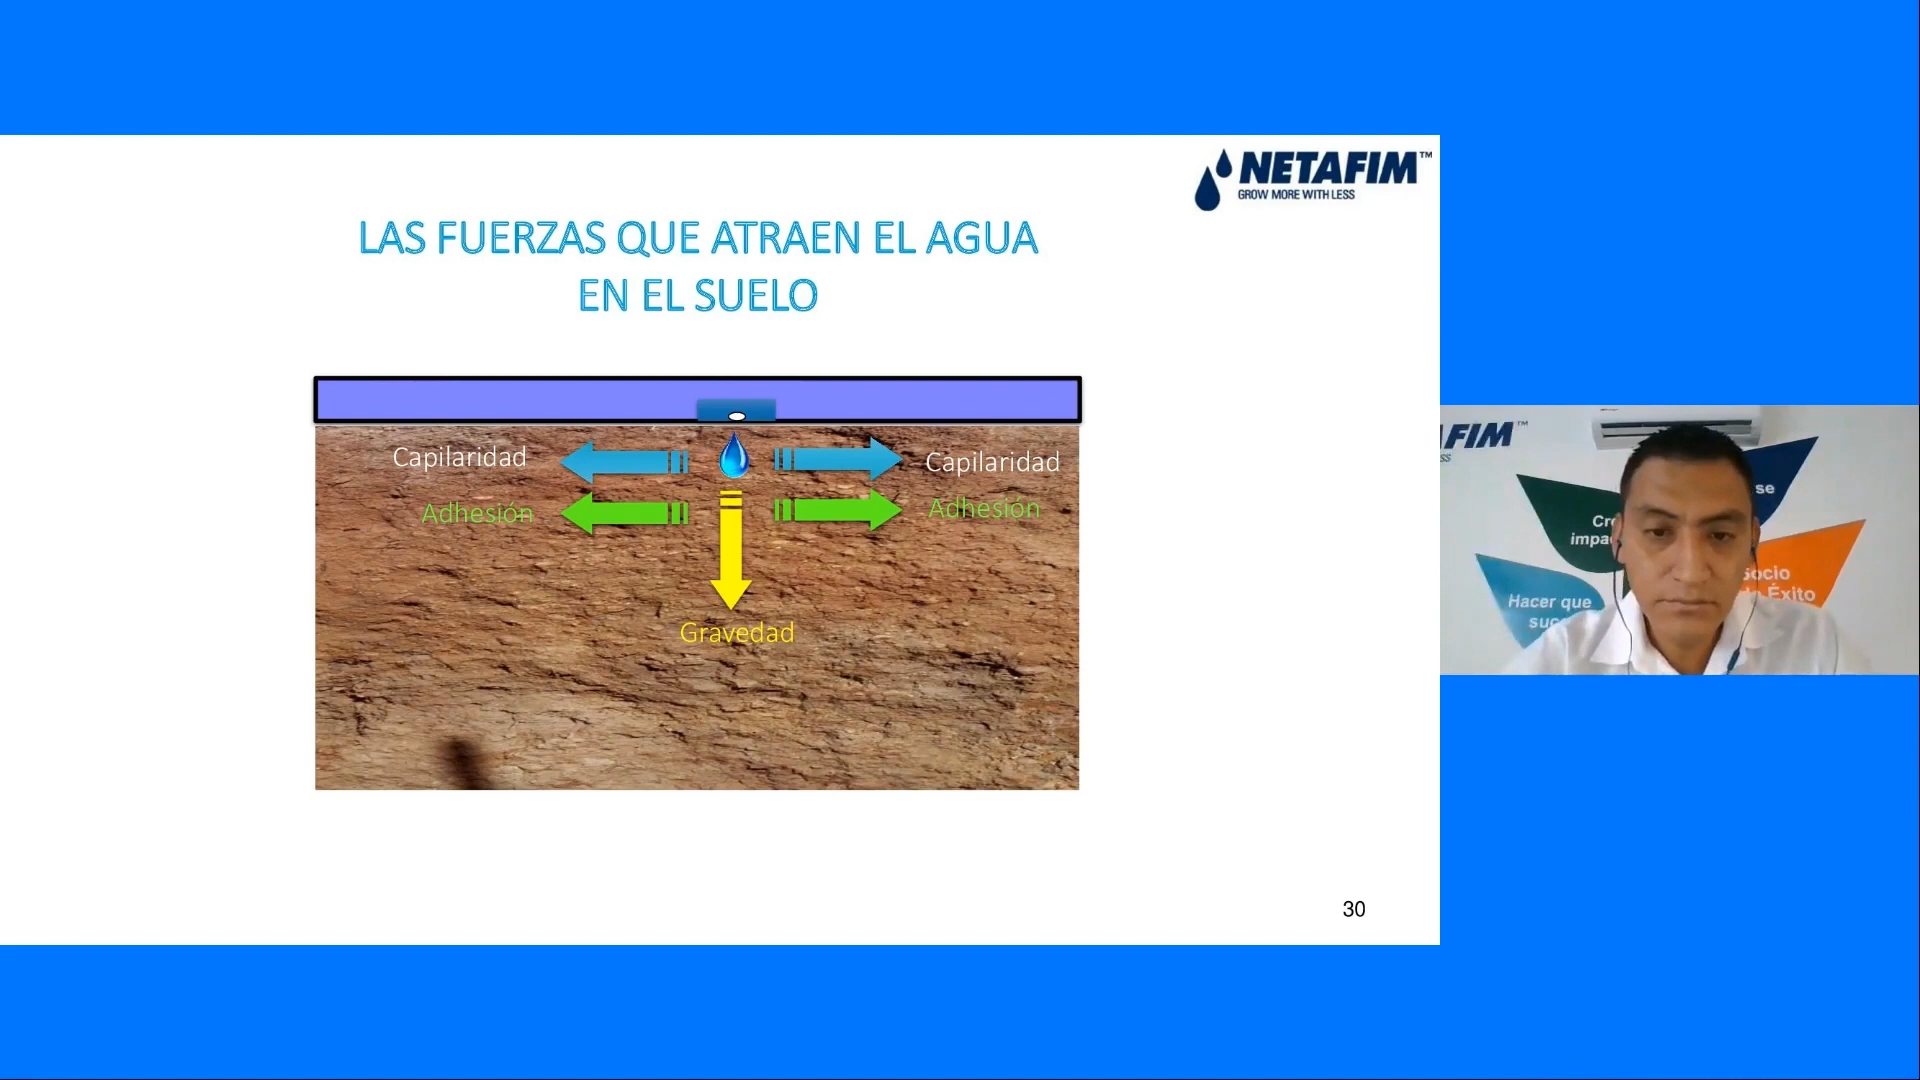 NETAFIM™
GROW MORE WITH LESS
LAS FUERZAS QUE ATRAEN EL AGUA
EN EL SUELO
Capilaridad
Capilaridad
Adhesión
Adhesión
Gravedad
30
FIM™
SS
se
Socio
Éxito
Hacer que